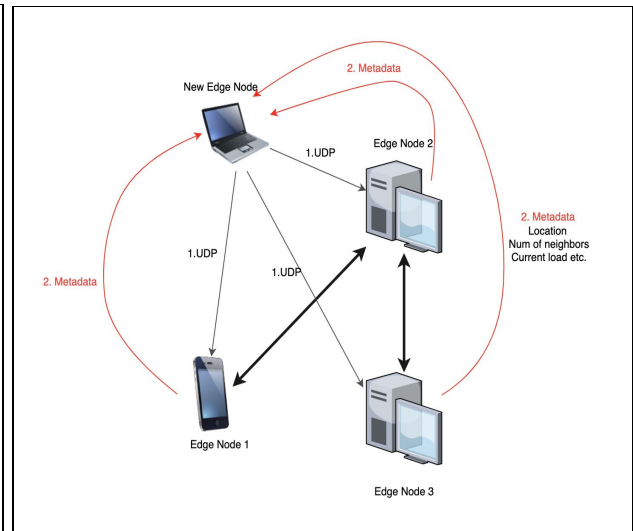 2. Metadata
New Edge Node
Edge Node 2
1.UDP
2. Metadata
Location
Num of neighbors
Current load etc.
1.UDP
1.UDP
2. Metadata
Edge Node 1
Edge Node 3